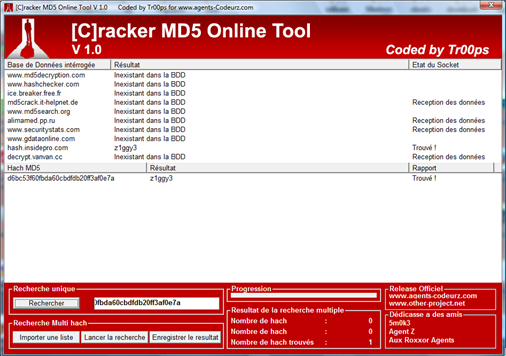 [C]racker MD5 Online Tool V 1.0 Coded by Tr00ps for www.agents-Codeurz.com
[C]racker MD5 Online Tool
V 1.0
Coded by Tr00ps
Base de Données intérrogée Résultat Etat du Socket
www.md5decryption.com Inexistant dans la BDD
www.hashchecker.com Inexistant dans la BDD
ice.breaker.free.fr Inexistant dans la BDD
md5crack.it-helpnet.de Inexistant dans la BDD Reception des données
www.md5search.org Inexistant dans la BDD
alimamed.pp.ru Inexistant dans la BDD Reception des données
www.securitystats.com Inexistant dans la BDD Reception des données
www.gdataonline.com Inexistant dans la BDD
hash.insidepro.com z1ggy3 Trouvé !
decrypt.vanvan.cc Inexistant dans la BDD Reception des données
Hach MD5 Résultat Rapport
d6bc53f60fbda60cbdfdb20ff3af0e7a z1ggy3 Trouvé !
Recherche unique
Rechercher
0fbda60cbdfdb20ff3af0e7a
Recherche Multi hach
Importer une liste Lancer la recherche Enregistrer le resultat
Progression
Resultat de la recherche multiple
Nombre de hach : 0
Nombre de hach : 0
Nombre de hach trouvés : 1
Release Officiel
www.agents-codeurz.com
www.other-project.net
Dédicasse a des amis
5m0k3
Agent Z
Aux Roxxor Agents